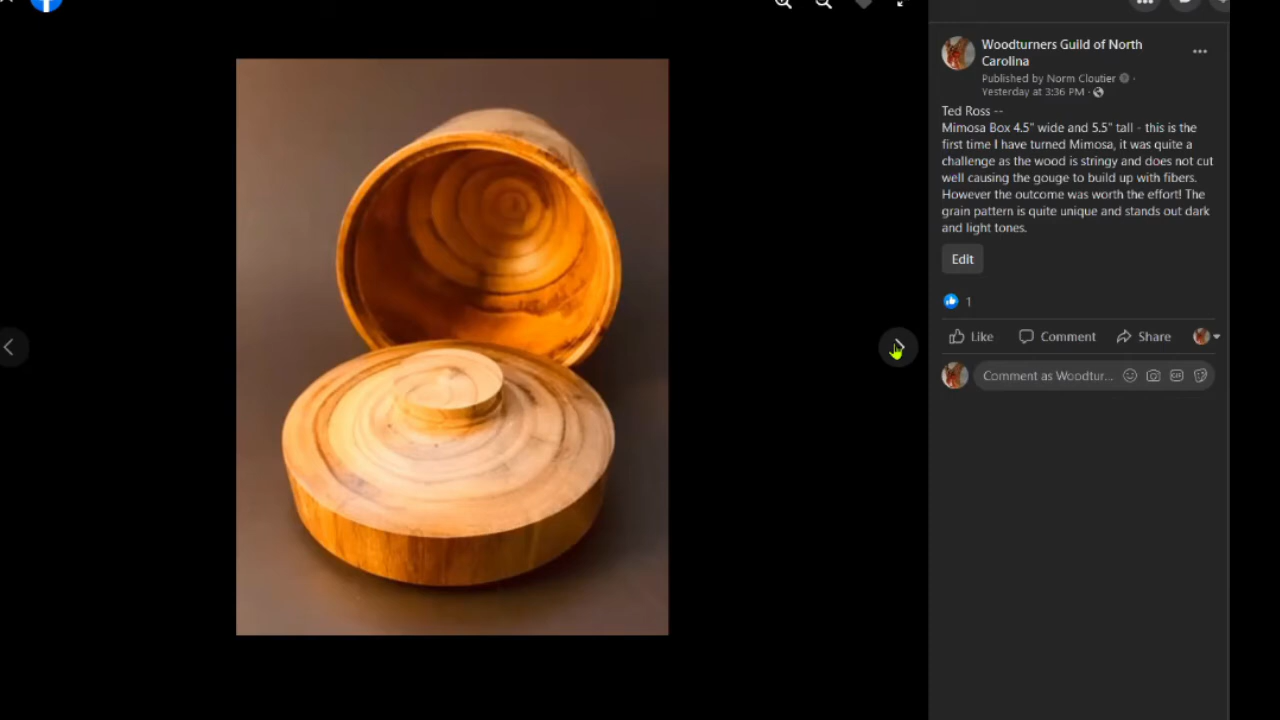 Woodturners Guild of North
Carolina
Published by Norm Cloutier ·
Yesterday at 3:36 PM ·
Ted Ross --
Mimosa Box 4.5" wide and 5.5" tall - this is the
first time I have turned Mimosa, it was quite a
challenge as the wood is stringy and does not cut
well causing the gouge to build up with fibers.
However the outcome was worth the effort! The
grain pattern is quite unique and stands out dark
and light tones.
Edit
1
Like Comment Share
Comment as Woodtur...
GIF